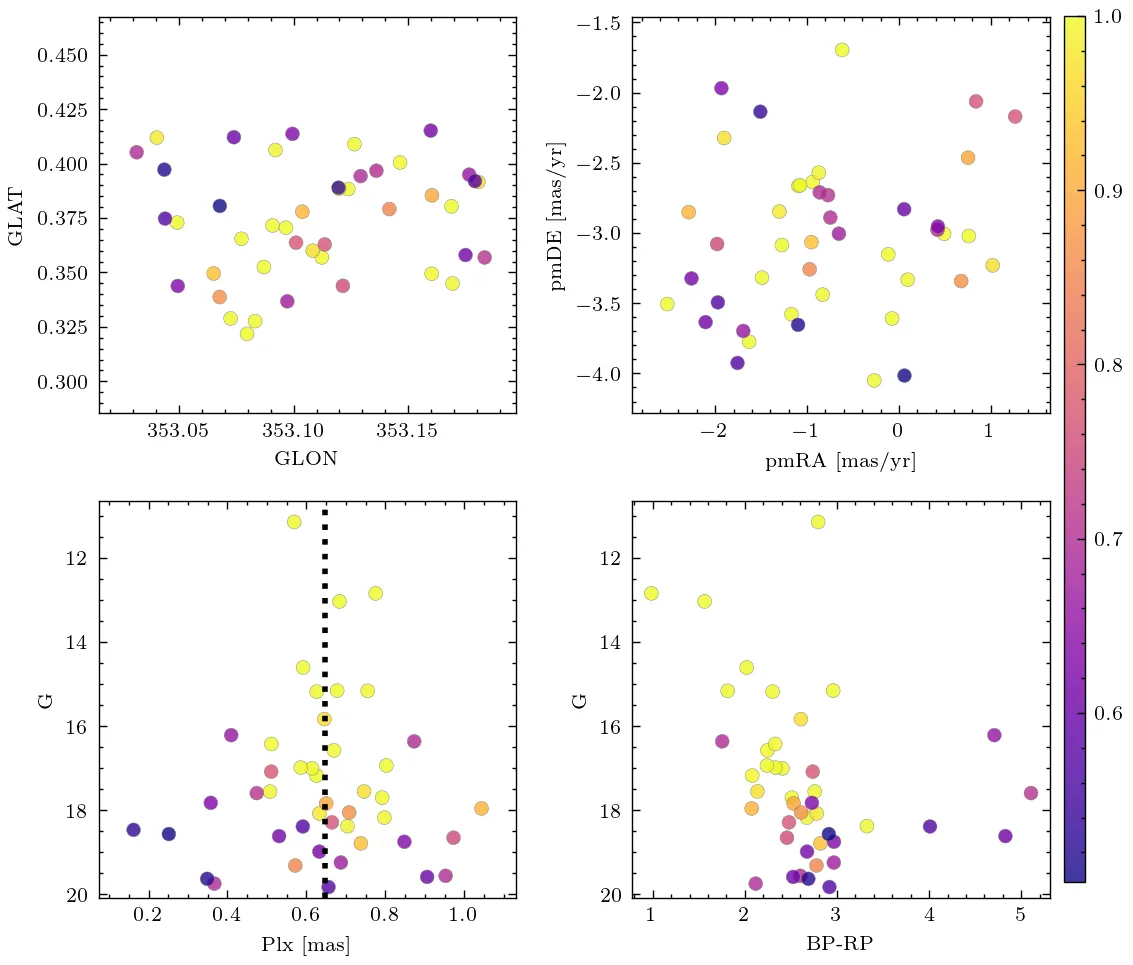 0.450
0.425
0.400
0.375
0.350
0.325
0.300
GLAT
353.05 353.10 353.15
GLON
−1.5
−2.0
−2.5
−3.0
−3.5
−4.0
pmDE [mas/yr]
−2 −1 0 1
pmRA [mas/yr]
12
14
16
18
20
G
0.2 0.4 0.6 0.8 1.0
Plx [mas]
12
14
16
18
20
G
1 2 3 4 5
BP-RP
1.0
0.9
0.8
0.7
0.6